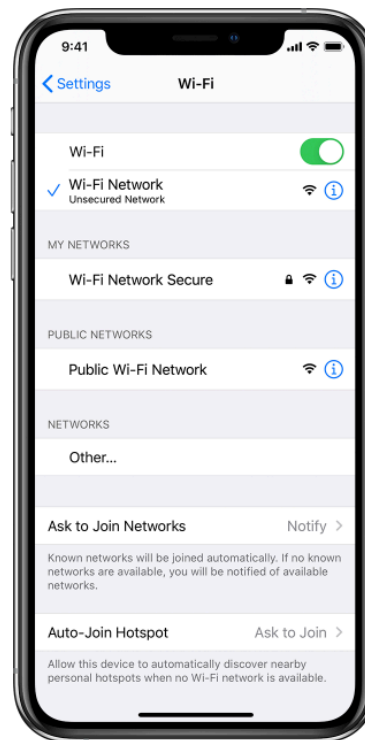 9:41
Settings
Wi-Fi
Wi-Fi
Wi-Fi Network
Unsecured Network
MY NETWORKS
Wi-Fi Network Secure
PUBLIC NETWORKS
Public Wi-Fi Network
NETWORKS
Other...
Ask to Join Networks Notify
Known networks will be joined automatically. If no known
networks are available, you will be notified of available
networks.
Auto-Join Hotspot Ask to Join
Allow this device to automatically discover nearby
personal hotspots when no Wi-Fi network is available.